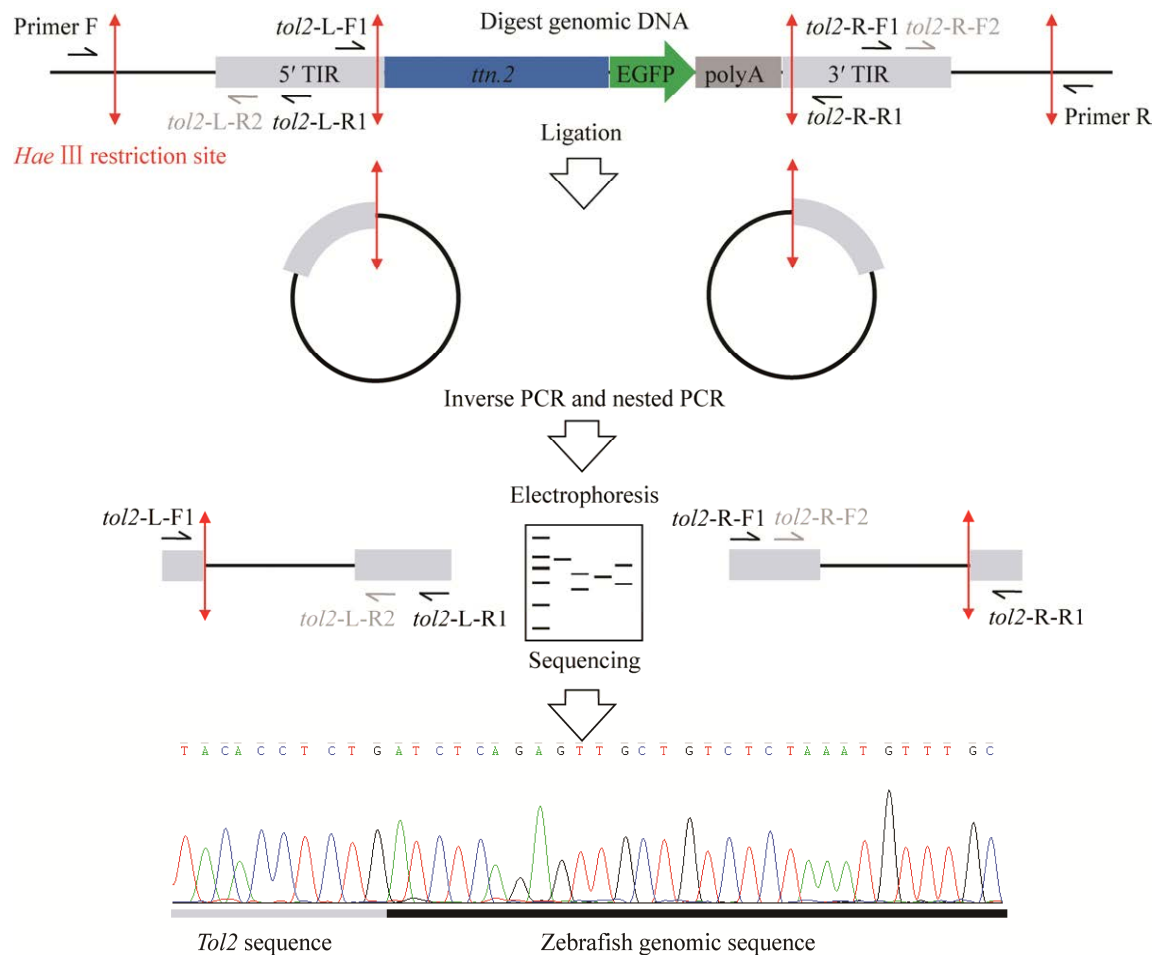 Primer F
tol2-L-F1
Digest genomic DNA
tol2-R-F1
tol2-R-F2
5′ TIR
ttn.2
EGFP
polyA
3′ TIR
tol2-L-R2
tol2-L-R1
tol2-R-R1
Primer R
Hae III restriction site
Ligation
Inverse PCR and nested PCR
Electrophoresis
tol2-L-F1
tol2-R-F1
tol2-R-F2
tol2-L-R2
tol2-L-R1
tol2-R-R1
Sequencing
T A C A C C T C T G A T C T C A G A G T T G C T G T C T C T A A A T G T T T G C
Tol2 sequence
Zebrafish genomic sequence